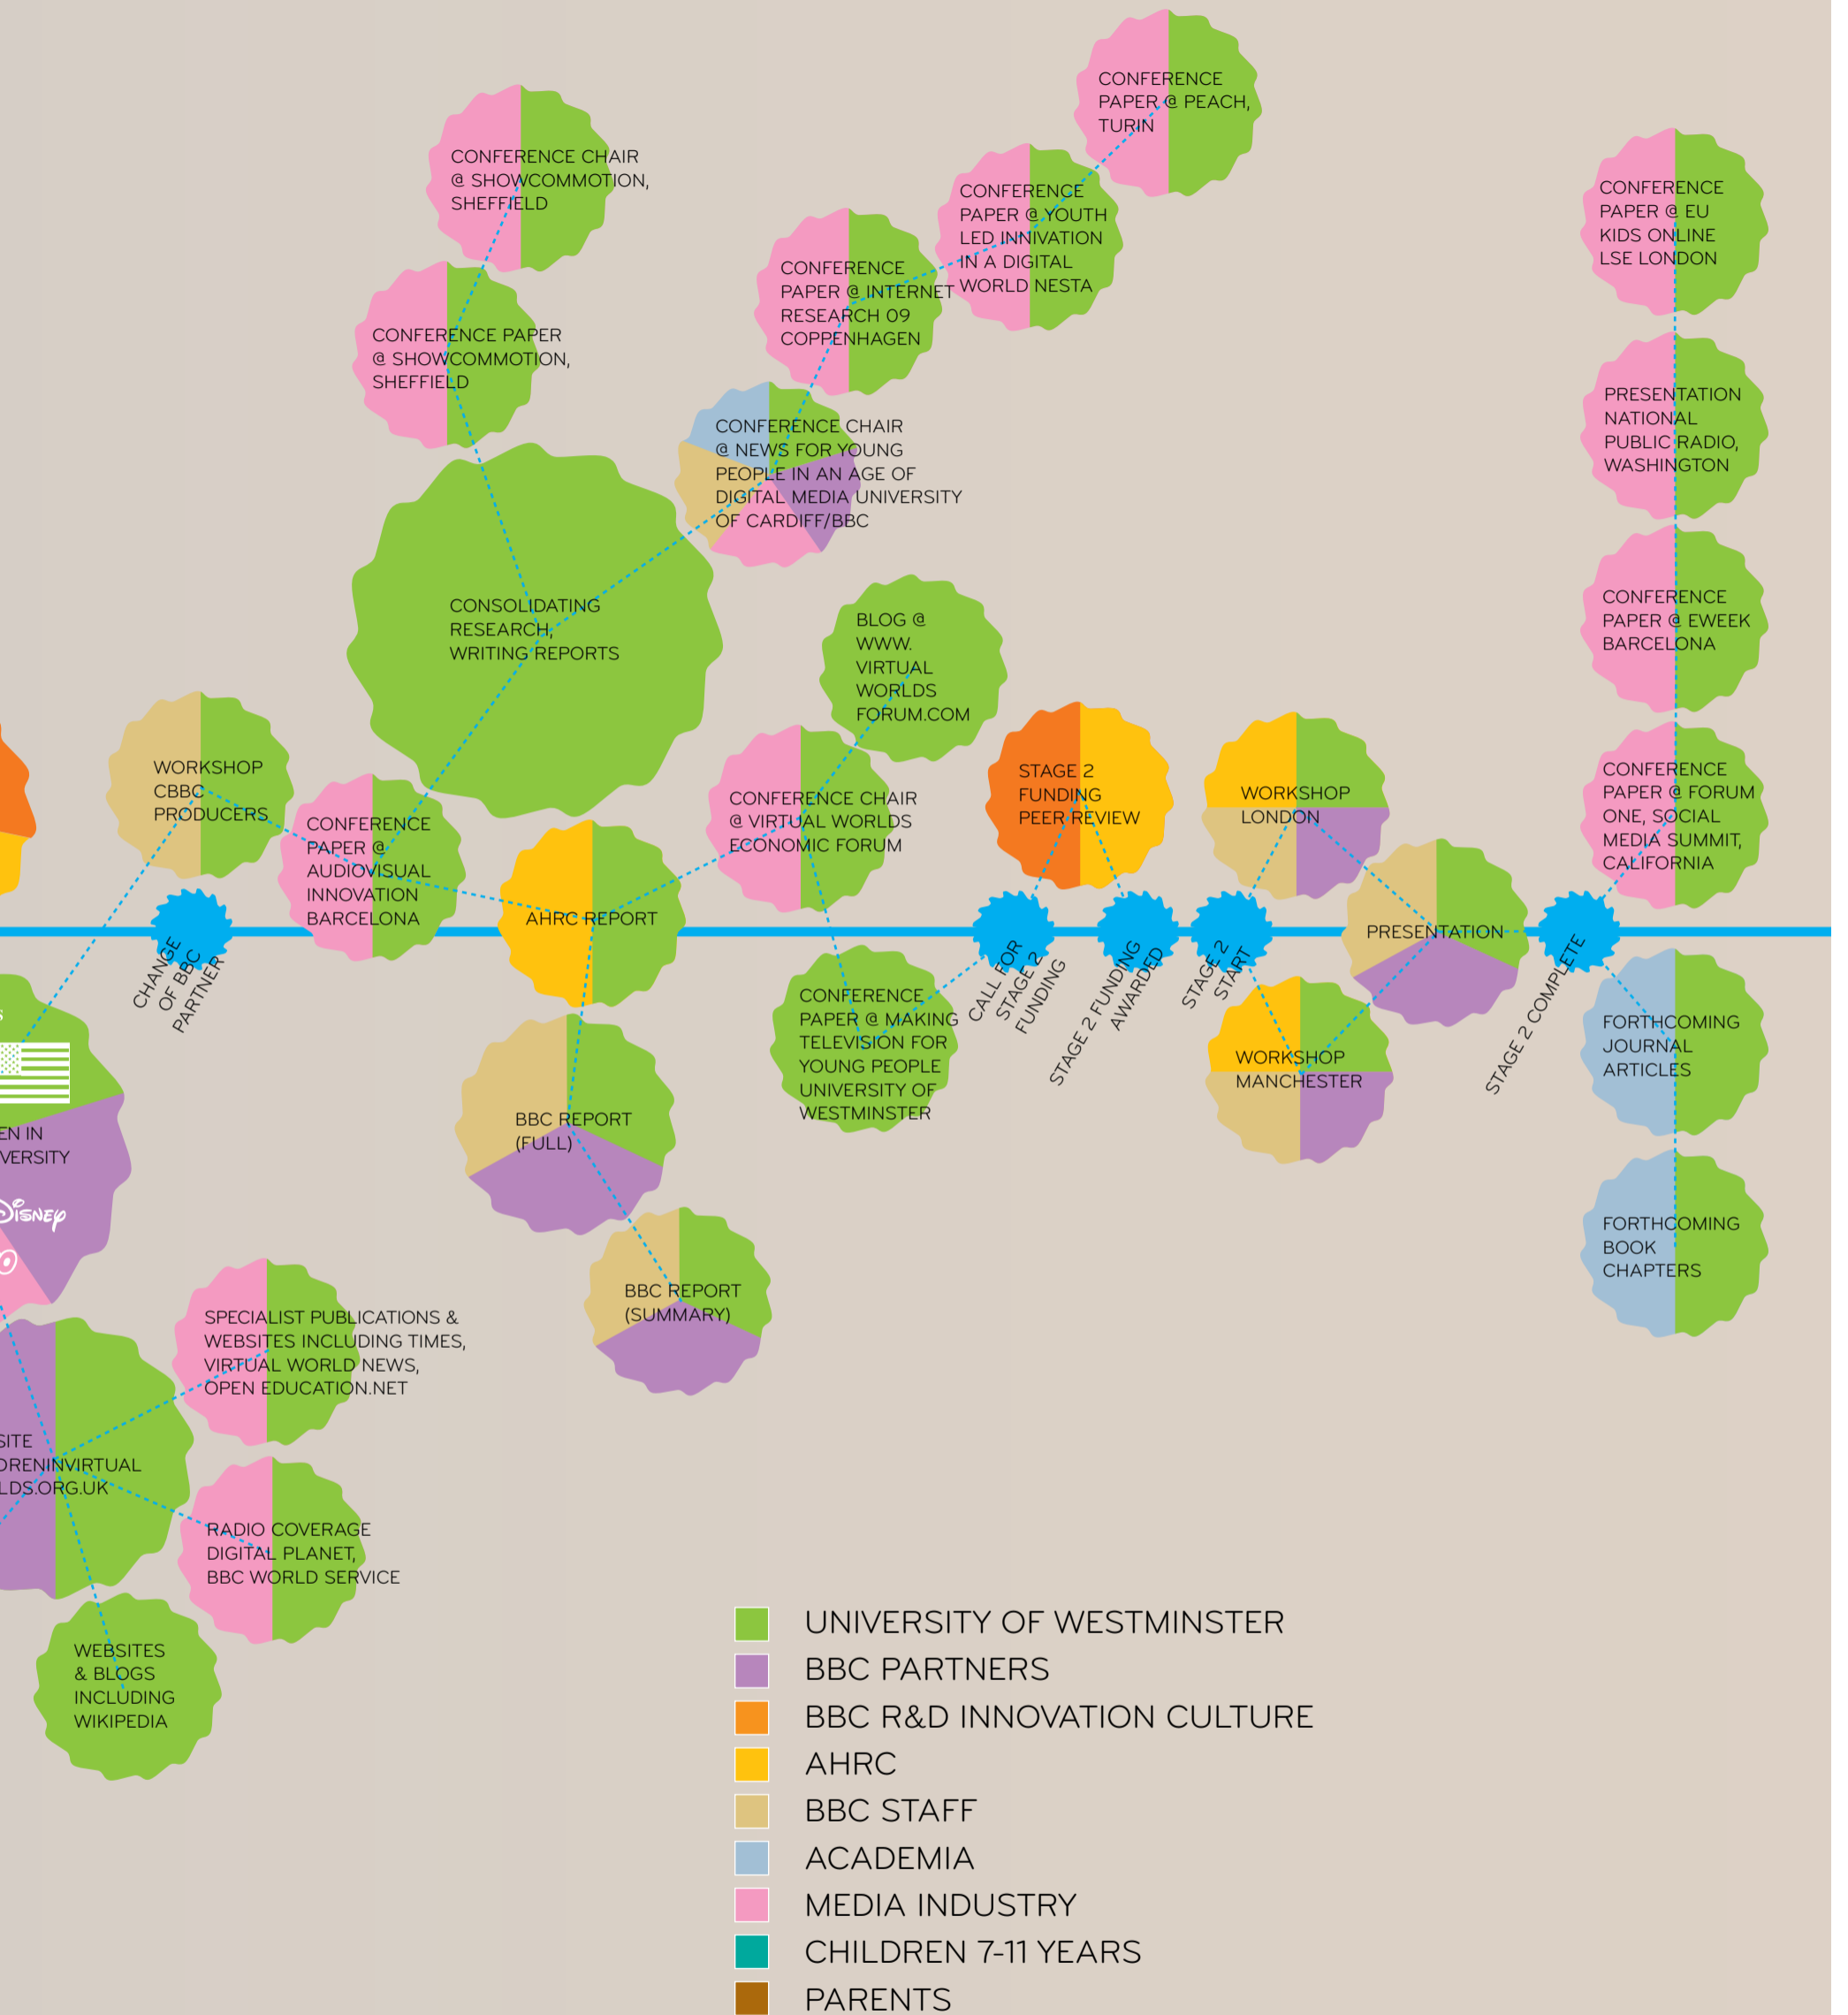 CONFERENCE
PAPER @ PEACH,
TURIN
CONFERENCE CHAIR
@ SHOWCOMMOTION,
SHEFFIELD
CONFERENCE
PAPER @ YOUTH
LED INNIVATION
IN A DIGITAL
WORLD NESTA
CONFERENCE
PAPER @ EU
KIDS ONLINE
LSE LONDON
CONFERENCE
PAPER @ INTERNET
RESEARCH 09
COPPENHAGEN
CONFERENCE PAPER
@ SHOWCOMMOTION,
SHEFFIELD
PRESENTATION
NATIONAL
PUBLIC RADIO,
WASHINGTON
CONFERENCE CHAIR
@ NEWS FOR YOUNG
PEOPLE IN AN AGE OF
DIGITAL MEDIA UNIVERSITY
OF CARDIFF/BBC
CONSOLIDATING
RESEARCH,
WRITING REPORTS
BLOG @
WWW.
VIRTUAL
WORLDS
FORUM.COM
CONFERENCE
PAPER @ EWEEK
BARCELONA
WORKSHOP
CBBC
PRODUCERS
CONFERENCE
PAPER @
AUDIOVISUAL
INNOVATION
BARCELONA
CONFERENCE CHAIR
@ VIRTUAL WORLDS
ECONOMIC FORUM
STAGE 2
FUNDING
PEER REVIEW
WORKSHOP
LONDON
CONFERENCE
PAPER @ FORUM
ONE, SOCIAL
MEDIA SUMMIT,
CALIFORNIA
AHRC REPORT
PRESENTATION
CHANGE
OF BBC
PARTNER
CALL FOR
STAGE 2
FUNDING
STAGE 2 FUNDING
AWARDED
STAGE 2
START
STAGE 2 COMPLETE
CONFERENCE
PAPER @ MAKING
TELEVISION FOR
YOUNG PEOPLE
UNIVERSITY OF
WESTMINSTER
WORKSHOP
MANCHESTER
FORTHCOMING
JOURNAL
ARTICLES
EN IN
VERSITY
DISNEY
BBC REPORT
(FULL)
BBC REPORT
(SUMMARY)
FORTHCOMING
BOOK
CHAPTERS
SPECIALIST PUBLICATIONS &
WEBSITES INCLUDING TIMES,
VIRTUAL WORLD NEWS,
OPEN EDUCATION.NET
SITE
DRENINVIRTUAL
LDS.ORG.UK
RADIO COVERAGE
DIGITAL PLANET,
BBC WORLD SERVICE
WEBSITES
& BLOGS
INCLUDING
WIKIPEDIA
UNIVERSITY OF WESTMINSTER
BBC PARTNERS
BBC R&D INNOVATION CULTURE
AHRC
BBC STAFF
ACADEMIA
MEDIA INDUSTRY
CHILDREN 7-11 YEARS
PARENTS